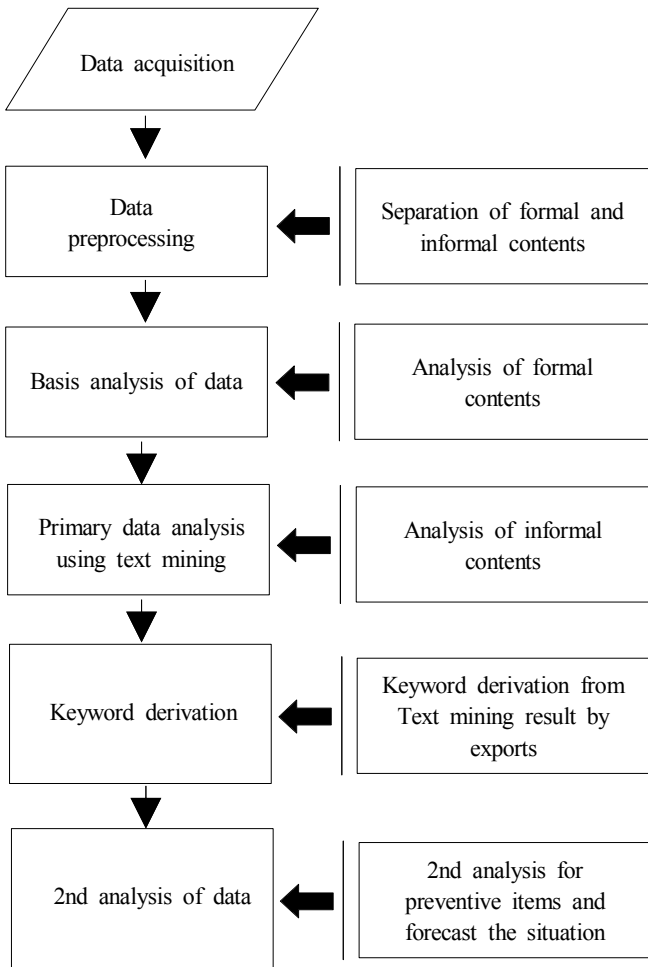 Data acquisition
Data
preprocessing
Separation of formal and
informal contents
Basis analysis of data
Analysis of formal
contents
Primary data analysis
using text mining
Analysis of informal
contents
Keyword derivation
Keyword derivation from
Text mining result by
exports
2nd analysis of data
2nd analysis for
preventive items and
forecast the situation